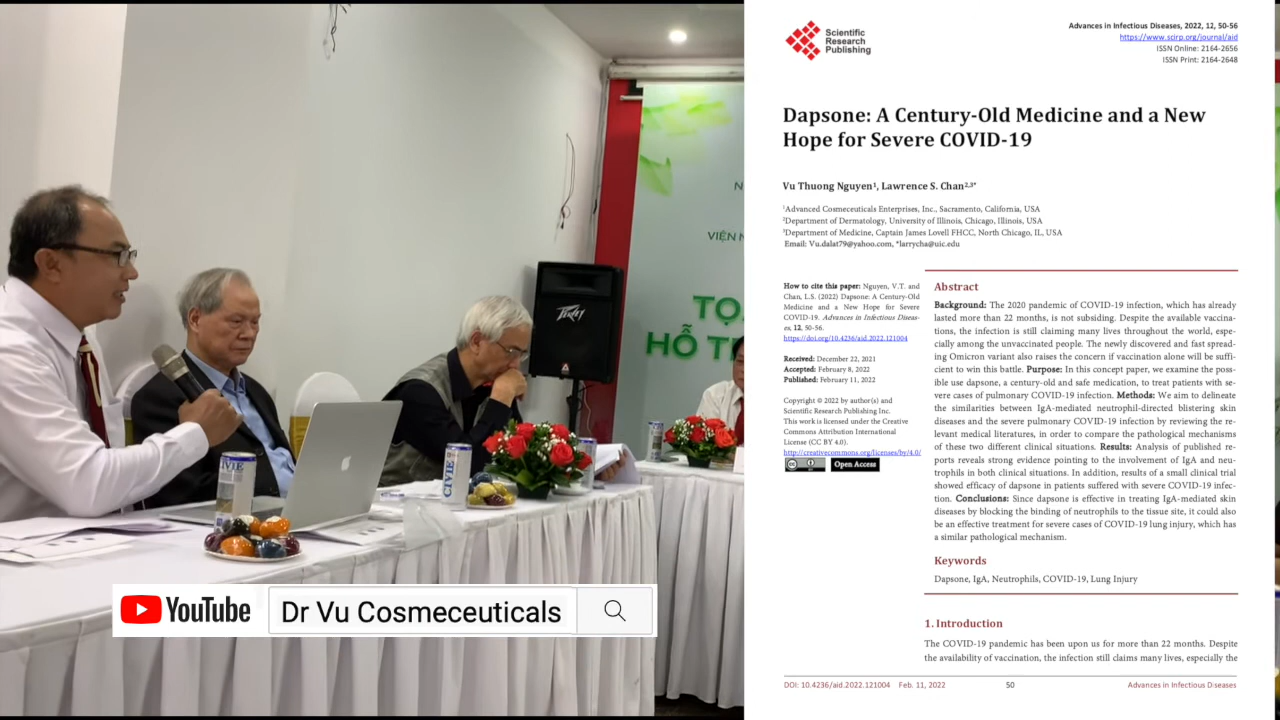 VIỆN N
TỌ
HỖ T
PEAVEY
CIVIE
YouTube
Dr Vu Cosmeceuticals
Scientific
Research
Publishing
Advances in Infectious Diseases, 2022, 12, 50-56
https://www.scirp.org/journal/aid
ISSN Online: 2164-2656
ISSN Print: 2164-2648
Dapsone: A Century-Old Medicine and a New
Hope for Severe COVID-19
Vu Thuong Nguyen1, Lawrence S. Chan2,3*
1Advanced Cosmeceuticals Enterprises, Inc., Sacramento, California, USA
2Department of Dermatology, University of Illinois, Chicago, Illinois, USA
3Department of Medicine, Captain James Lovell FHCC, North Chicago, IL, USA
Email: Vu.dalat79@yahoo.com, *larrycha@uic.edu
How to cite this paper: Nguyen, V.T. and
Chan, L.S. (2022) Dapsone: A Century-Old
Medicine and a New Hope for Severe
COVID-19. Advances in Infectious Diseas-
es, 12, 50-56.
https://doi.org/10.4236/aid.2022.121004
Received: December 22, 2021
Accepted: February 8, 2022
Published: February 11, 2022
Copyright © 2022 by author(s) and
Scientific Research Publishing Inc.
This work is licensed under the Creative
Commons Attribution International
License (CC BY 4.0).
http://creativecommons.org/licenses/by/4.0/
Open Access
Abstract
Background: The 2020 pandemic of COVID-19 infection, which has already
lasted more than 22 months, is not subsiding. Despite the available vaccina-
tions, the infection is still claiming many lives throughout the world, espe-
cially among the unvaccinated people. The newly discovered and fast spread-
ing Omicron variant also raises the concern if vaccination alone will be suffi-
cient to win this battle. Purpose: In this concept paper, we examine the poss-
ible use dapsone, a century-old and safe medication, to treat patients with se-
vere cases of pulmonary COVID-19 infection. Methods: We aim to delineate
the similarities between IgA-mediated neutrophil-directed blistering skin
diseases and the severe pulmonary COVID-19 infection by reviewing the re-
levant medical literatures, in order to compare the pathological mechanisms
of these two different clinical situations. Results: Analysis of published re-
ports reveals strong evidence pointing to the involvement of IgA and neu-
trophils in both clinical situations. In addition, results of a small clinical trial
showed efficacy of dapsone in patients suffered with severe COVID-19 infec-
tion. Conclusions: Since dapsone is effective in treating IgA-mediated skin
diseases by blocking the binding of neutrophils to the tissue site, it could also
be an effective treatment for severe cases of COVID-19 lung injury, which has
a similar pathological mechanism.
Keywords
Dapsone, IgA, Neutrophils, COVID-19, Lung Injury
1. Introduction
The COVID-19 pandemic has been upon us for more than 22 months. Despite
the availability of vaccination, the infection still claims many lives, especially the
DOI: 10.4236/aid.2022.121004 Feb. 11, 2022
50
Advances in Infectious Diseases